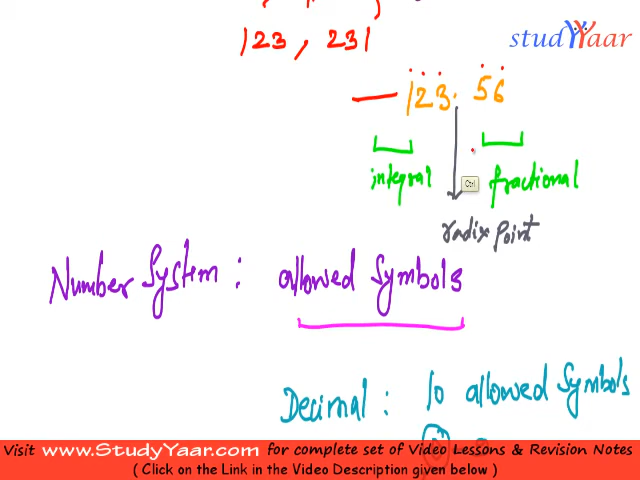 studYYaar
123 , 231
— 123. 56
integral fractional
Ctrl
radix point
Number System : allowed Symbols
Decimal : 10 allowed Symbols
Visit www.StudyYaar.com for complete set of Video Lessons & Revision Notes
( Click on the Link in the Video Description given below )